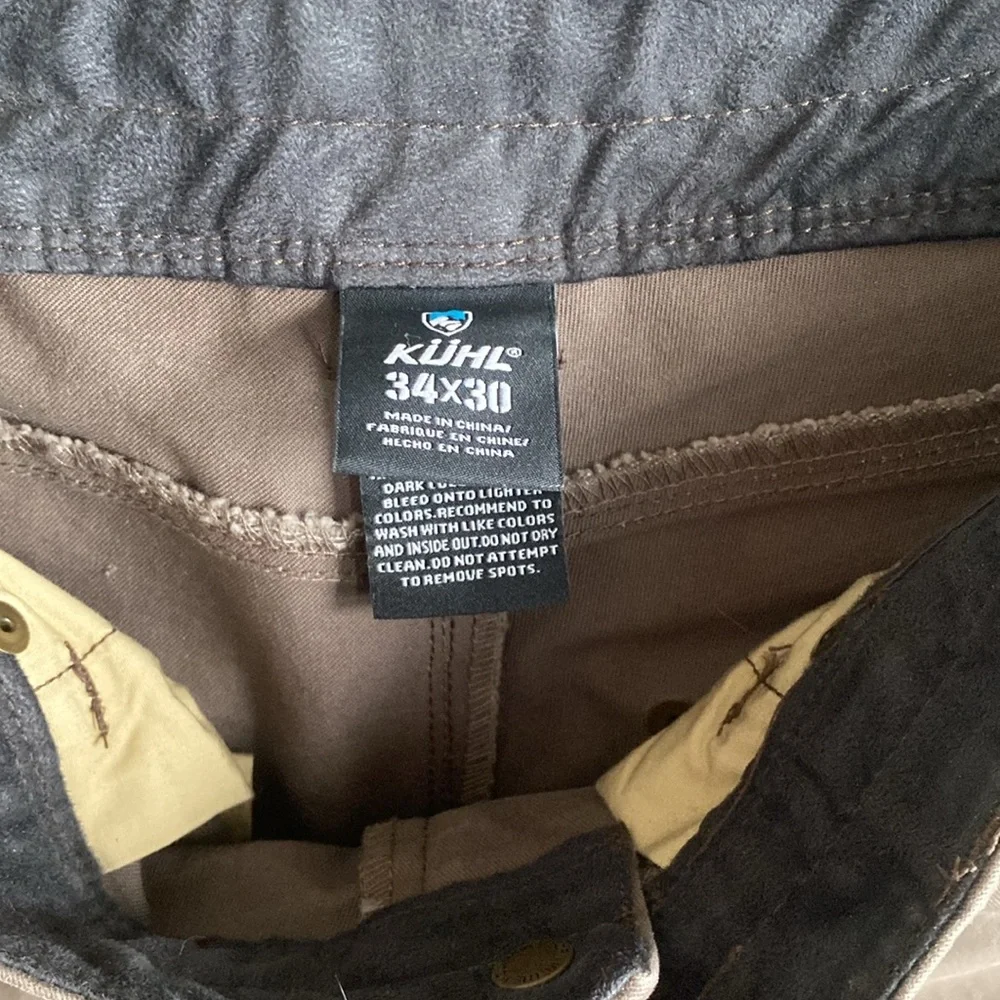 KÜHL®
34X30
MADE IN CHINA/
FABRIQUE EN CHINE/
HECHO EN CHINA
DARK
BLEED ONTO LIGHTER
COLORS.RECOMMEND TO
WASH WITH LIKE COLORS
AND INSIDE OUT.DO NOT DRY
CLEAN.DO NOT ATTEMPT
TO REMOVE SPOTS.